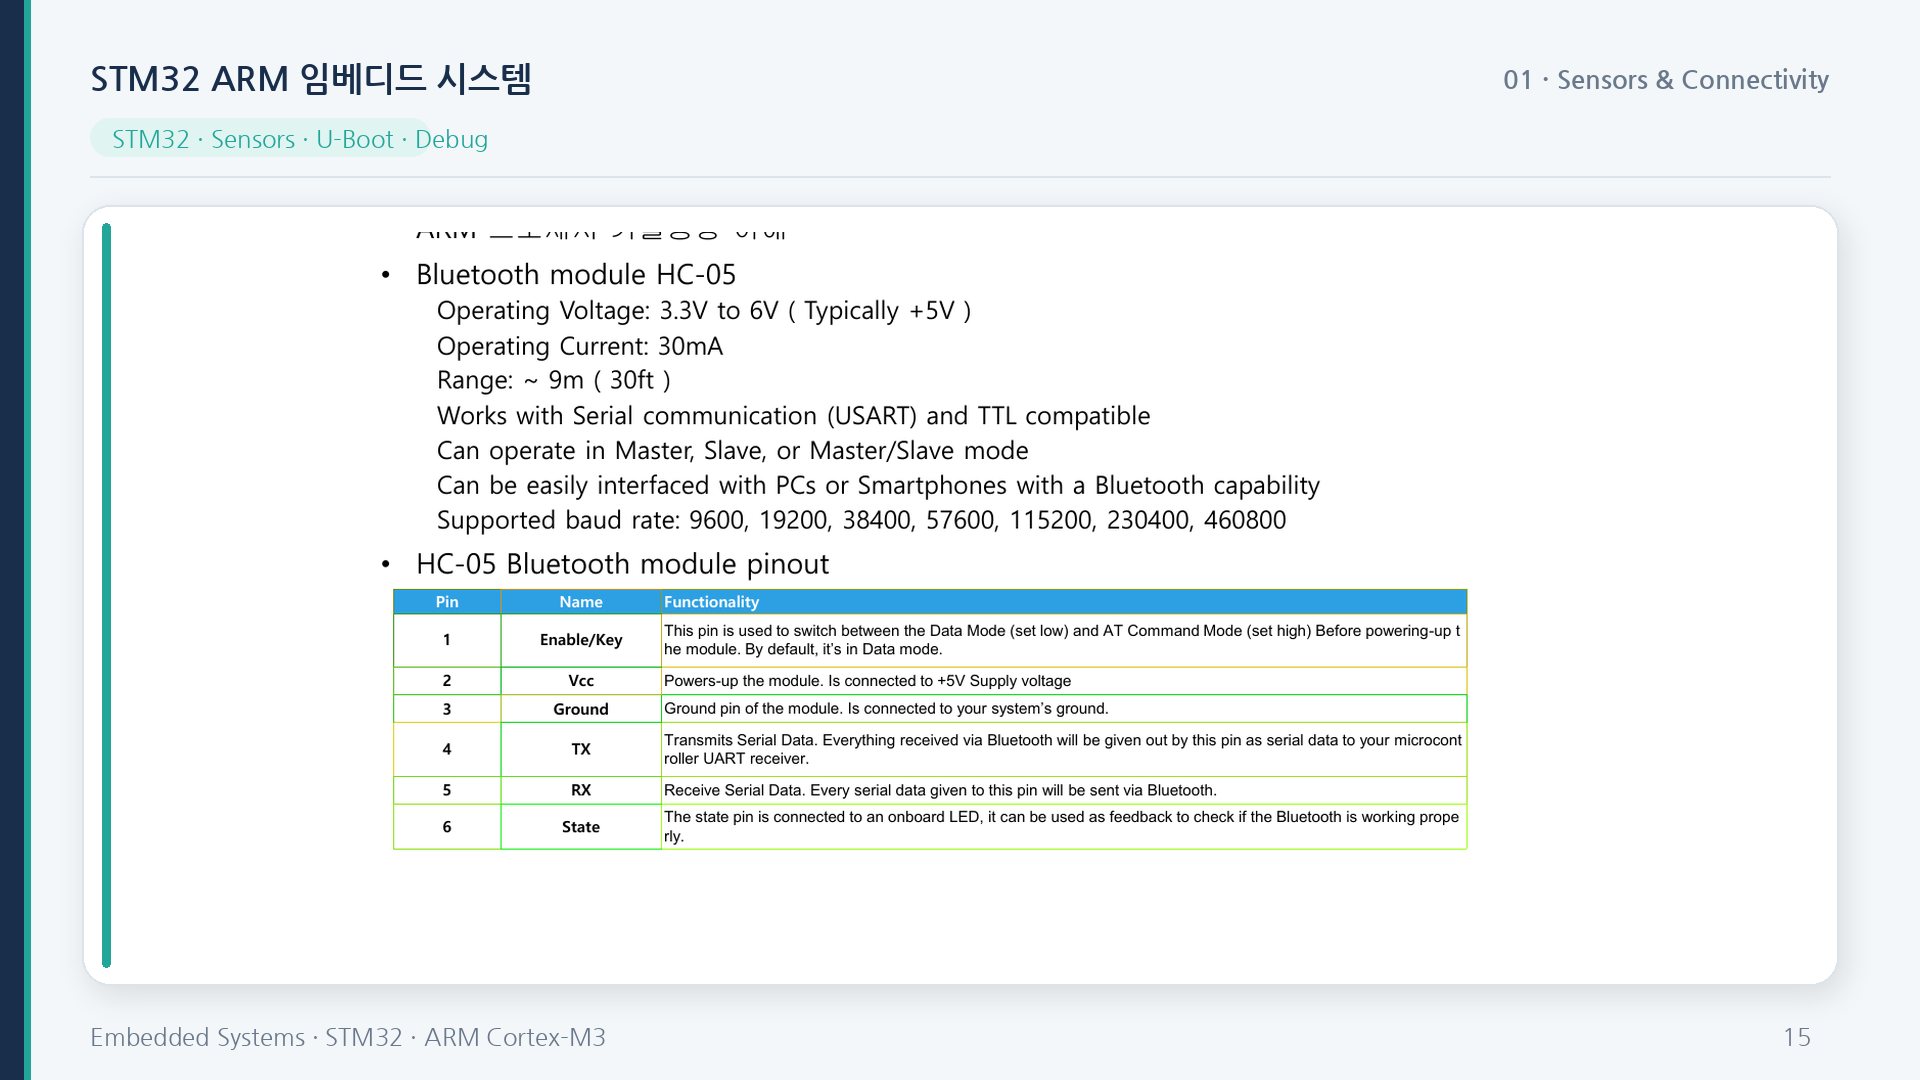 STM32 ARM 임베디드 시스템
01 · Sensors & Connectivity
STM32 · Sensors · U-Boot · Debug
ARM
• Bluetooth module HC-05
Operating Voltage: 3.3V to 6V ( Typically +5V )
Operating Current: 30mA
Range: ~ 9m ( 30ft )
Works with Serial communication (USART) and TTL compatible
Can operate in Master, Slave, or Master/Slave mode
Can be easily interfaced with PCs or Smartphones with a Bluetooth capability
Supported baud rate: 9600, 19200, 38400, 57600, 115200, 230400, 460800
• HC-05 Bluetooth module pinout
Pin Name Functionality
1 Enable/Key This pin is used to switch between the Data Mode (set low) and AT Command Mode (set high) Before powering-up t
he module. By default, it’s in Data mode.
2 Vcc Powers-up the module. Is connected to +5V Supply voltage
3 Ground Ground pin of the module. Is connected to your system’s ground.
4 TX Transmits Serial Data. Everything received via Bluetooth will be given out by this pin as serial data to your microcont
roller UART receiver.
5 RX Receive Serial Data. Every serial data given to this pin will be sent via Bluetooth.
6 State The state pin is connected to an onboard LED, it can be used as feedback to check if the Bluetooth is working prope
rly.
Embedded Systems · STM32 · ARM Cortex-M3
15